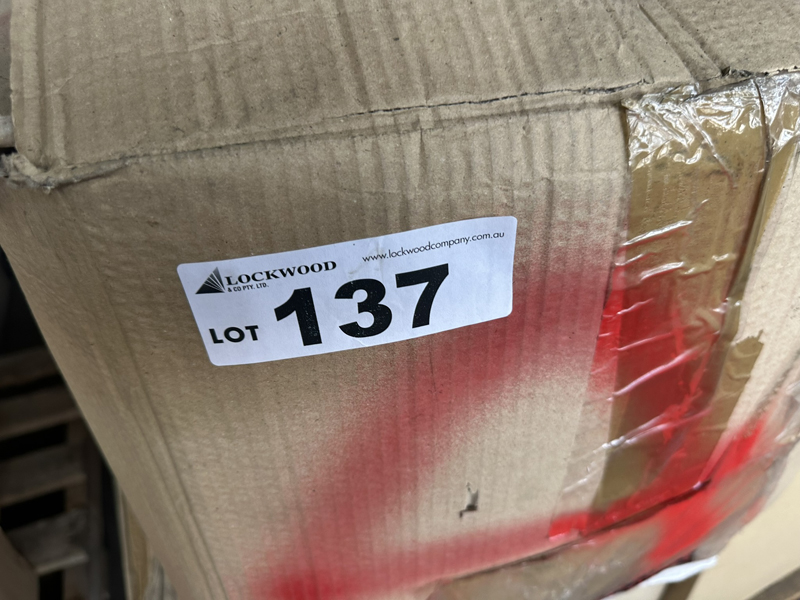 LOCKWOOD
& CO PTY. LTD.
www.lockwoodcompany.com.au
LOT 137